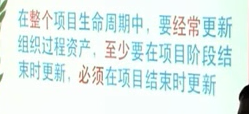 在整个项目生命周期中，要经常更新
组织过程资产，至少要在项目阶段结
束时更新，必须在项目结束时更新